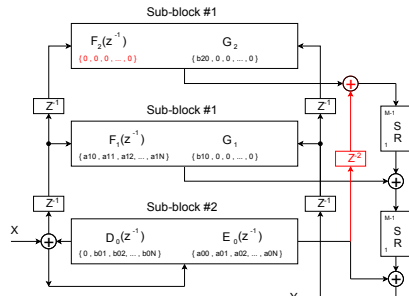 Sub-block #1
F2(z-1) G2
{ 0, 0, 0, ..., 0 } { b20, 0, 0, ..., 0 }
Z-1 Z-1
M-1
S
R
1
Sub-block #1
F1(z-1) G1
{ a10, a11, a12, ..., a1N } { b10, 0, 0, ..., 0 }
Z-2
Z-1 Z-1
Sub-block #2
D0(z-1) E0(z-1)
{ 0, b01, b02, ..., b0N } { a00, a01, a02, ..., a0N }
X
M-1
S
R
1